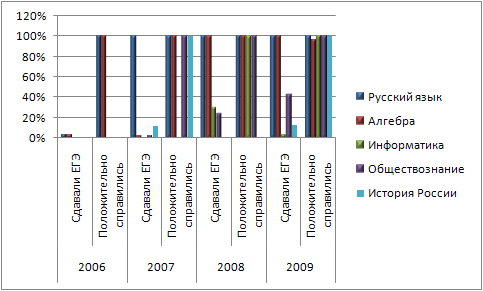 120%
100%
80%
60%
40%
20%
0%
Сдавали ЕГЭ
Положительно
справились
Сдавали ЕГЭ
Положительно
справились
Сдавали ЕГЭ
Положительно
справились
Сдавали ЕГЭ
Положительно
справились
2006
2007
2008
2009
Русский язык
Алгебра
Информатика
Обществознание
История России